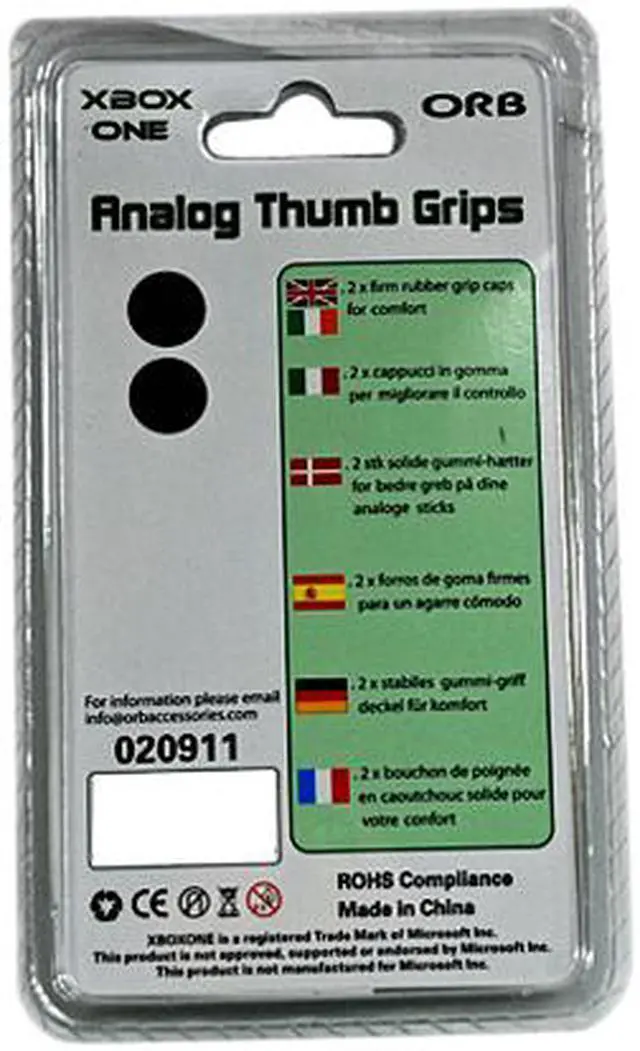 XBOX
ONE
ORB
Analog Thumb Grips
. 2 x firm rubber grip caps
for comfort
. 2 x cappucci in gomma
per migliorare il controllo
. 2 stk solide gummi-hætter
for bedre greb på dine
analoge sticks
. 2 x forros de goma firmes
para un agarre cómodo
. 2 x stabiles gummi-griff
deckel für komfort
. 2 x bouchon de poignée
en caoutchouc solide pour
votre confort
For information please email
info@orbaccessories.com
020911
CE
ROHS Compliance
Made in China
XBOXONE is a registered Trade Mark of Microsoft Inc.
This product is not approved, supported or endorsed by Microsoft Inc.
This product is not manufactured for Microsoft Inc.